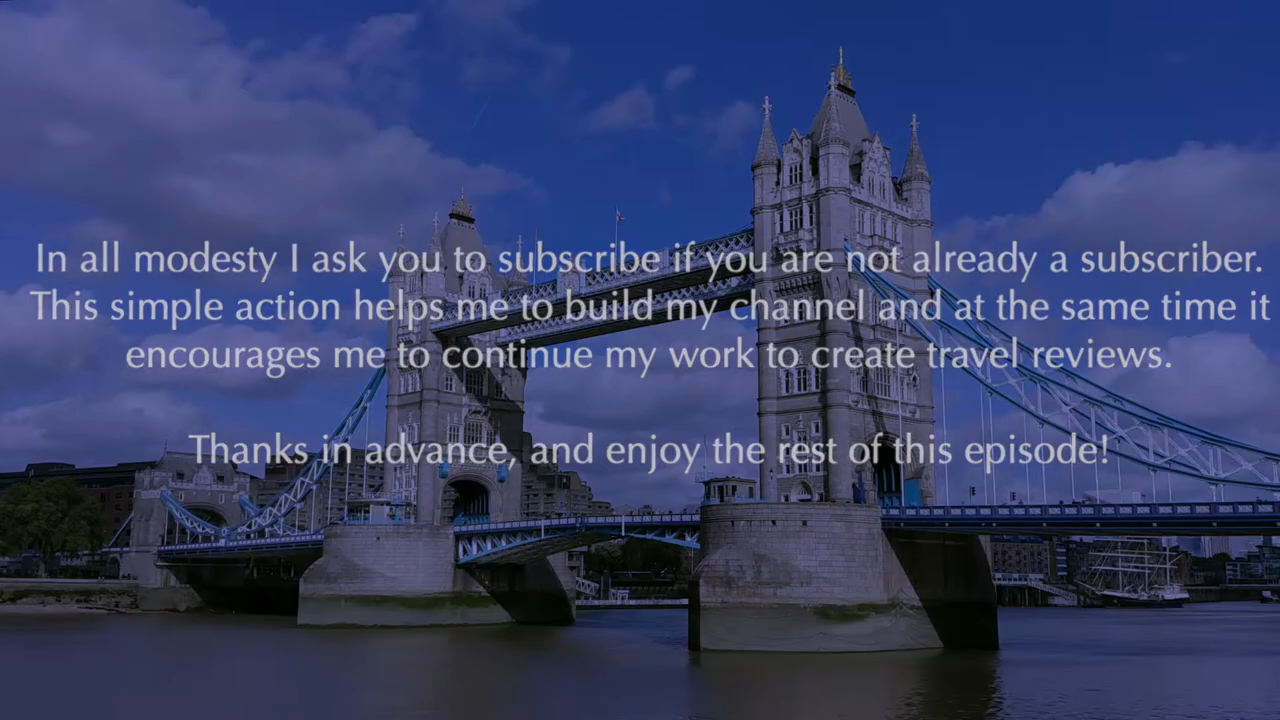 In all modesty I ask you to subscribe if you are not already a subscriber.
This simple action helps me to build my channel and at the same time it
encourages me to continue my work to create travel reviews.
Thanks in advance, and enjoy the rest of this episode!